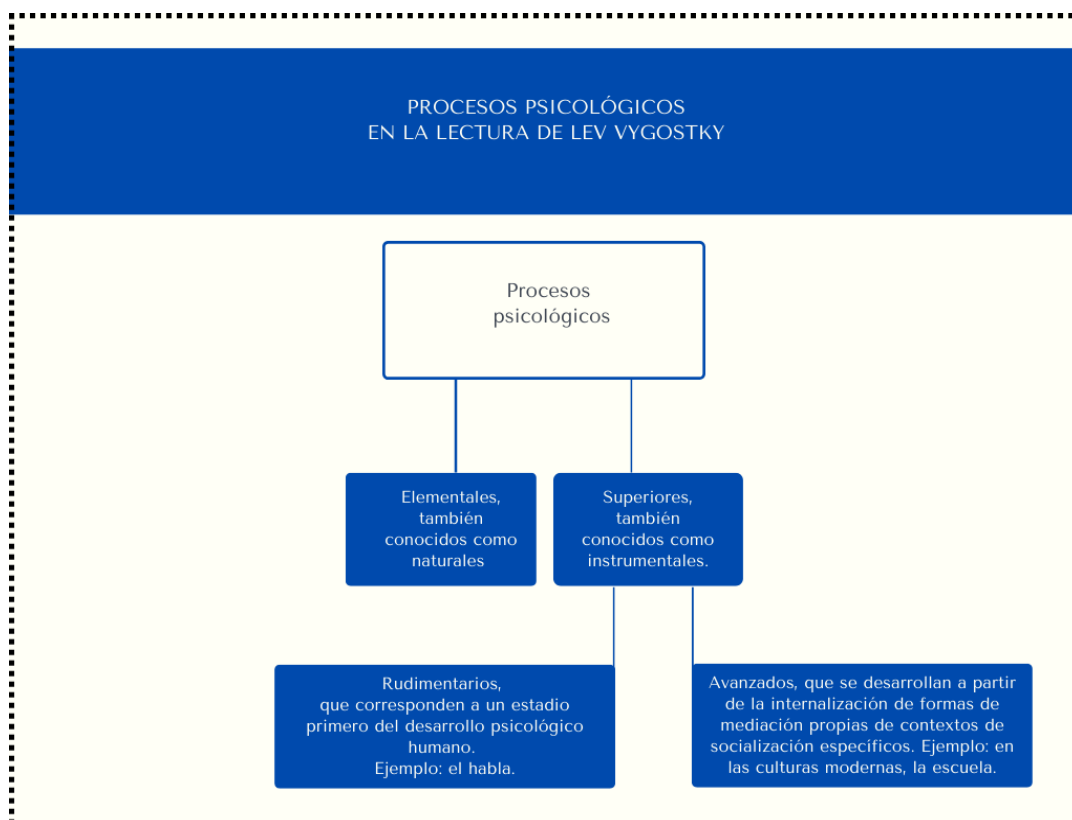 PROCESOS PSICOLÓGICOS
EN LA LECTURA DE LEV VYGOSTKY
Procesos
psicológicos
Elementales,
también
conocidos como
naturales
Superiores,
también
conocidos como
instrumentales.
Rudimentarios,
que corresponden a un estadio
primero del desarrollo psicológico
humano.
Ejemplo: el habla.
Avanzados, que se desarrollan a partir
de la internalización de formas de
mediación propias de contextos de
socialización específicos. Ejemplo: en
las culturas modernas, la escuela.